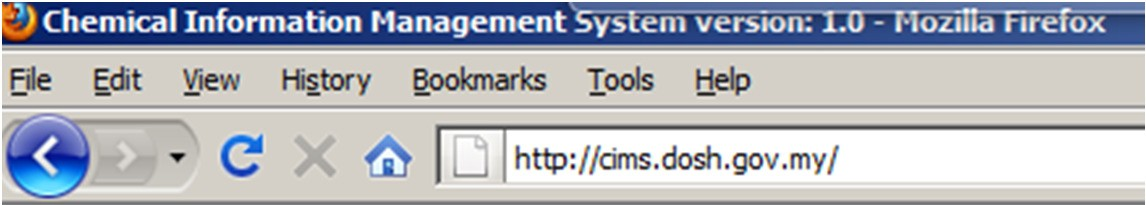 Chemical Information Management System version: 1.0 - Mozilla Firefox
File Edit View History Bookmarks Tools Help
http://cims.dosh.gov.my/